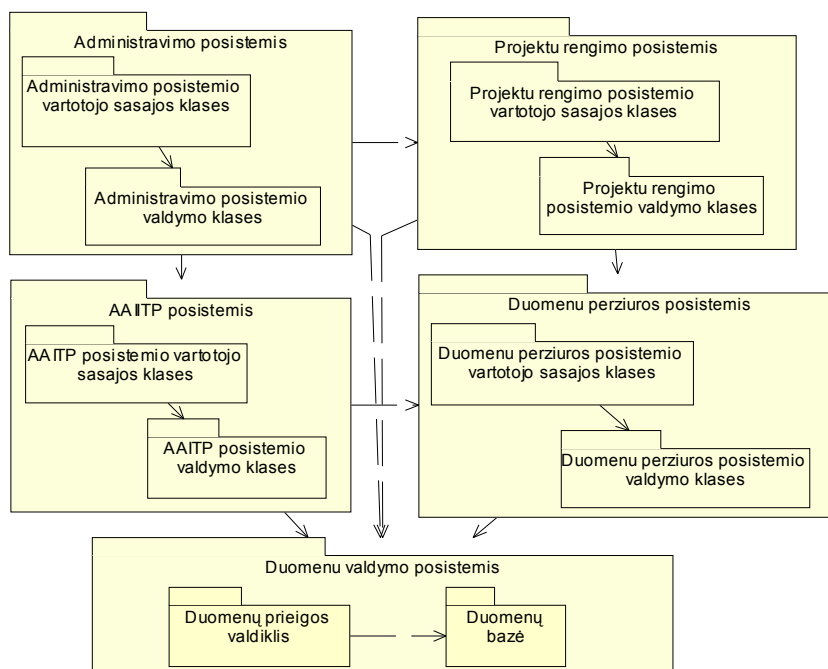 Administravimo posistemis
Administravimo posistemio
vartotojo sasajos klases
Administravimo posistemio
valdymo klases
Projektu rengimo posistemis
Projektu rengimo posistemio
vartotojo sasajos klases
Projektu rengimo
posistemio valdymo klases
AAIITP posistemis
AAITP posistemio vartotojo
sasajos klases
AAITP posistemio
valdymo klases
Duomenu perziuros posistemis
Duomenu perziuros posistemio
vartotojo sasajos klases
Duomenu perziuros posistemio
valdymo klases
Duomenu valdymo posistemis
Duomenų prieigos
valdiklis
Duomenų
bazė